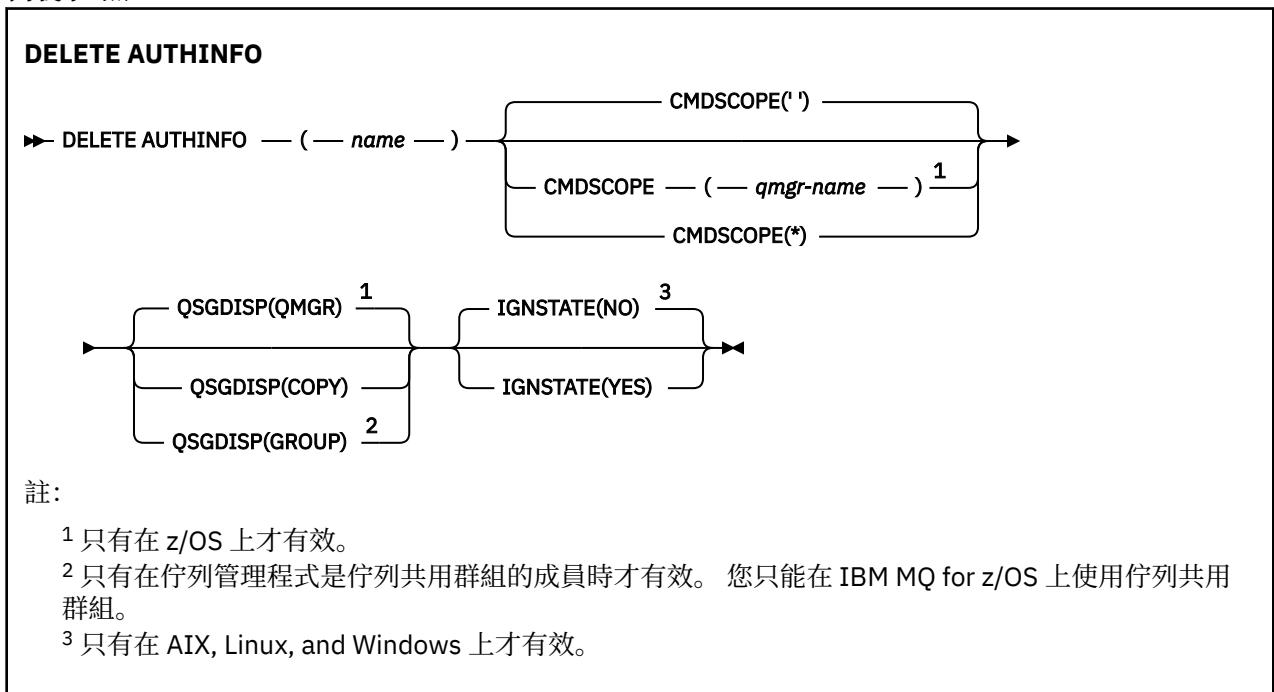 DELETE AUTHINFO
CMDSCOPE(' ')
DELETE AUTHINFO ( name )
CMDSCOPE ( qmgr-name ) 1
CMDSCOPE(*)
QSGDISP(QMGR) 1
IGNSTATE(NO) 3
QSGDISP(COPY)
IGNSTATE(YES)
QSGDISP(GROUP) 2
註:
1 只有在 z/OS 上才有效。
2 只有在佇列管理程式是佇列共用群組的成員時才有效。 您只能在 IBM MQ for z/OS 上使用佇列共用
群組。
3 只有在 AIX, Linux, and Windows 上才有效。